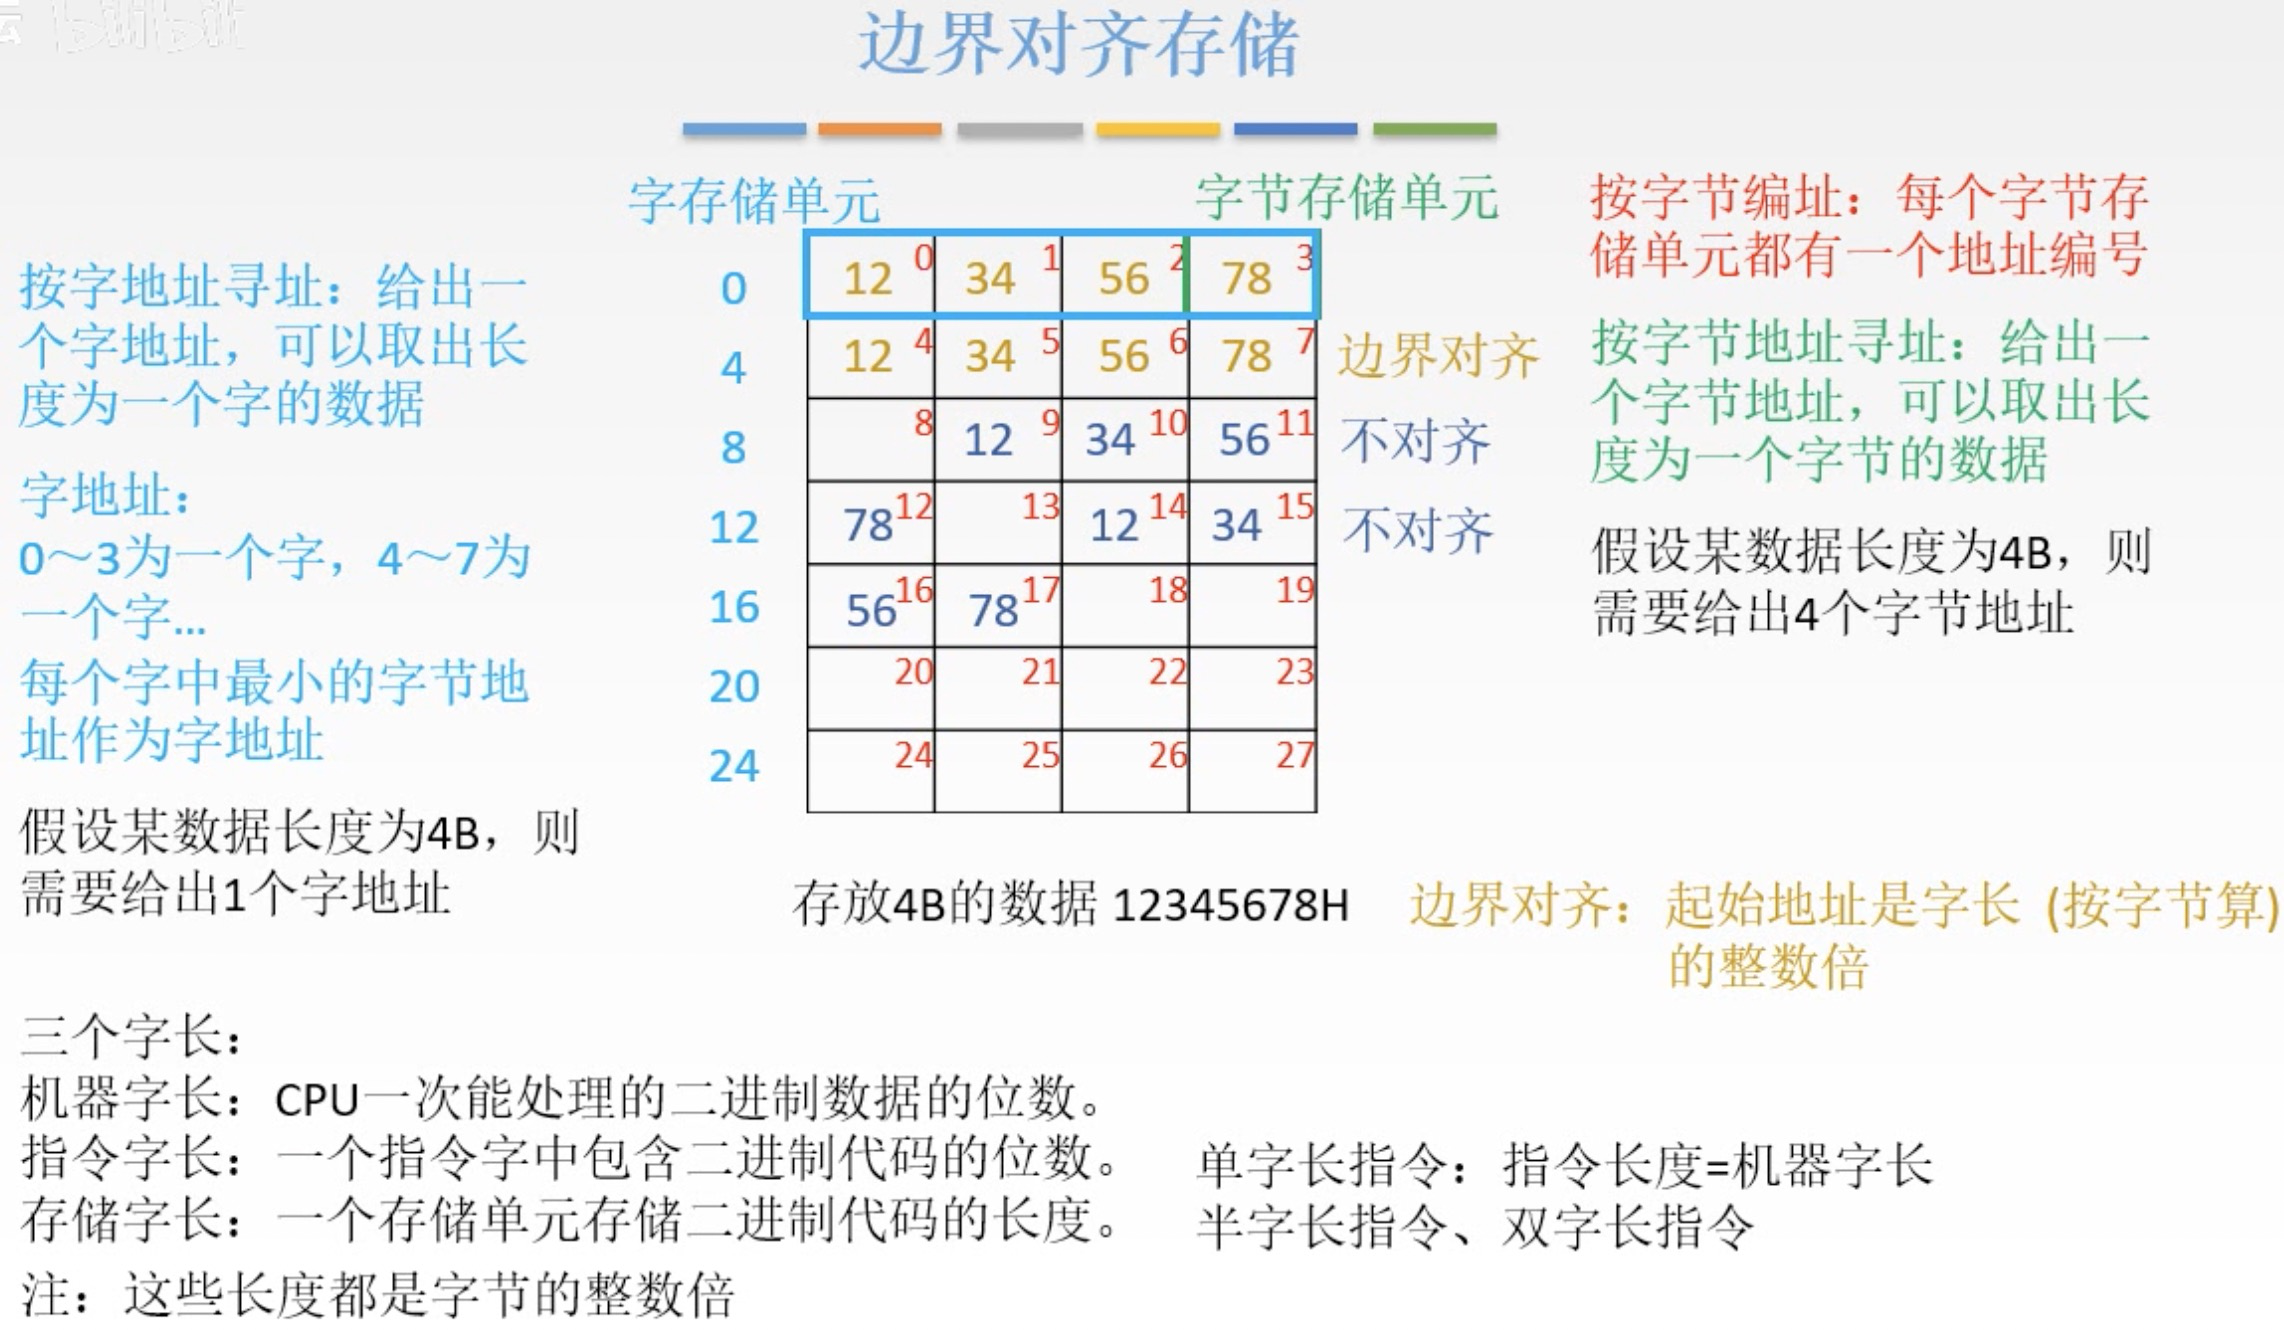 bilibili
边界对齐存储
字存储单元
字节存储单元
按字地址寻址：给出一
个字地址，可以取出长
度为一个字的数据
字地址：
0～3为一个字，4～7为
一个字...
每个字中最小的字节地
址作为字地址
假设某数据长度为4B，则
需要给出1个字地址
0 12 0 34 1 56 2 78 3
4 12 4 34 5 56 6 78 7 边界对齐
8 8 12 9 34 10 56 11 不对齐
12 78 12 13 12 14 34 15 不对齐
16 56 16 78 17 18 19
20 20 21 22 23
24 24 25 26 27
按字节编址：每个字节存
储单元都有一个地址编号
按字节地址寻址：给出一
个字节地址，可以取出长
度为一个字节的数据
假设某数据长度为4B，则
需要给出4个字节地址
存放4B的数据 12345678H
边界对齐：起始地址是字长 (按字节算)
的整数倍
三个字长：
机器字长：CPU一次能处理的二进制数据的位数。
指令字长：一个指令字中包含二进制代码的位数。
存储字长：一个存储单元存储二进制代码的长度。
单字长指令：指令长度=机器字长
半字长指令、双字长指令
注：这些长度都是字节的整数倍